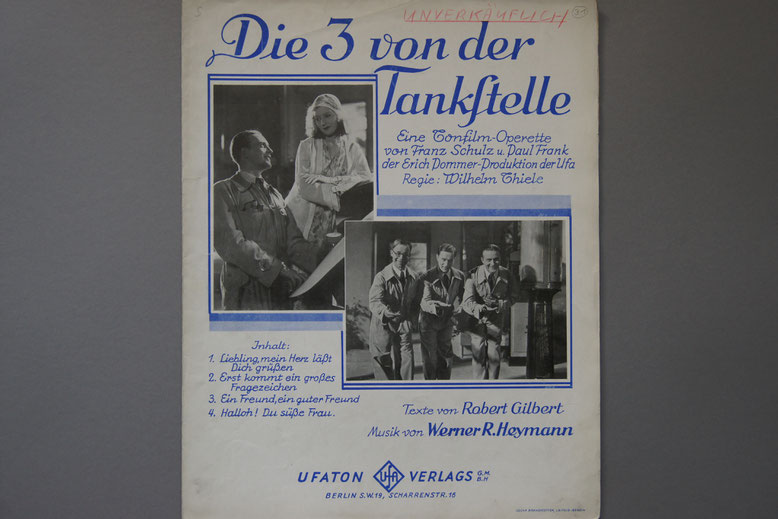 S
UNVERKÄUFLICH
Die 3 von der
Tankstelle
Eine Tonfilm-Operette
von Franz Schulz u. Paul Frank
der Erich Pommer-Produktion der Ufa
Regie: Wilhelm Thiele
Inhalt:
1. Liebling, mein Herz läßt
Dich grüßen
2. Erst kommt ein großes
Fragezeichen
3. Ein Freund, ein guter Freund
4. Halloh! Du süße Frau.
Texte von Robert Gilbert
Musik von Werner R. Heymann
UFATON UFA VERLAGS G.M.B.H
BERLIN S.W.19, SCHARRENSTR. 16